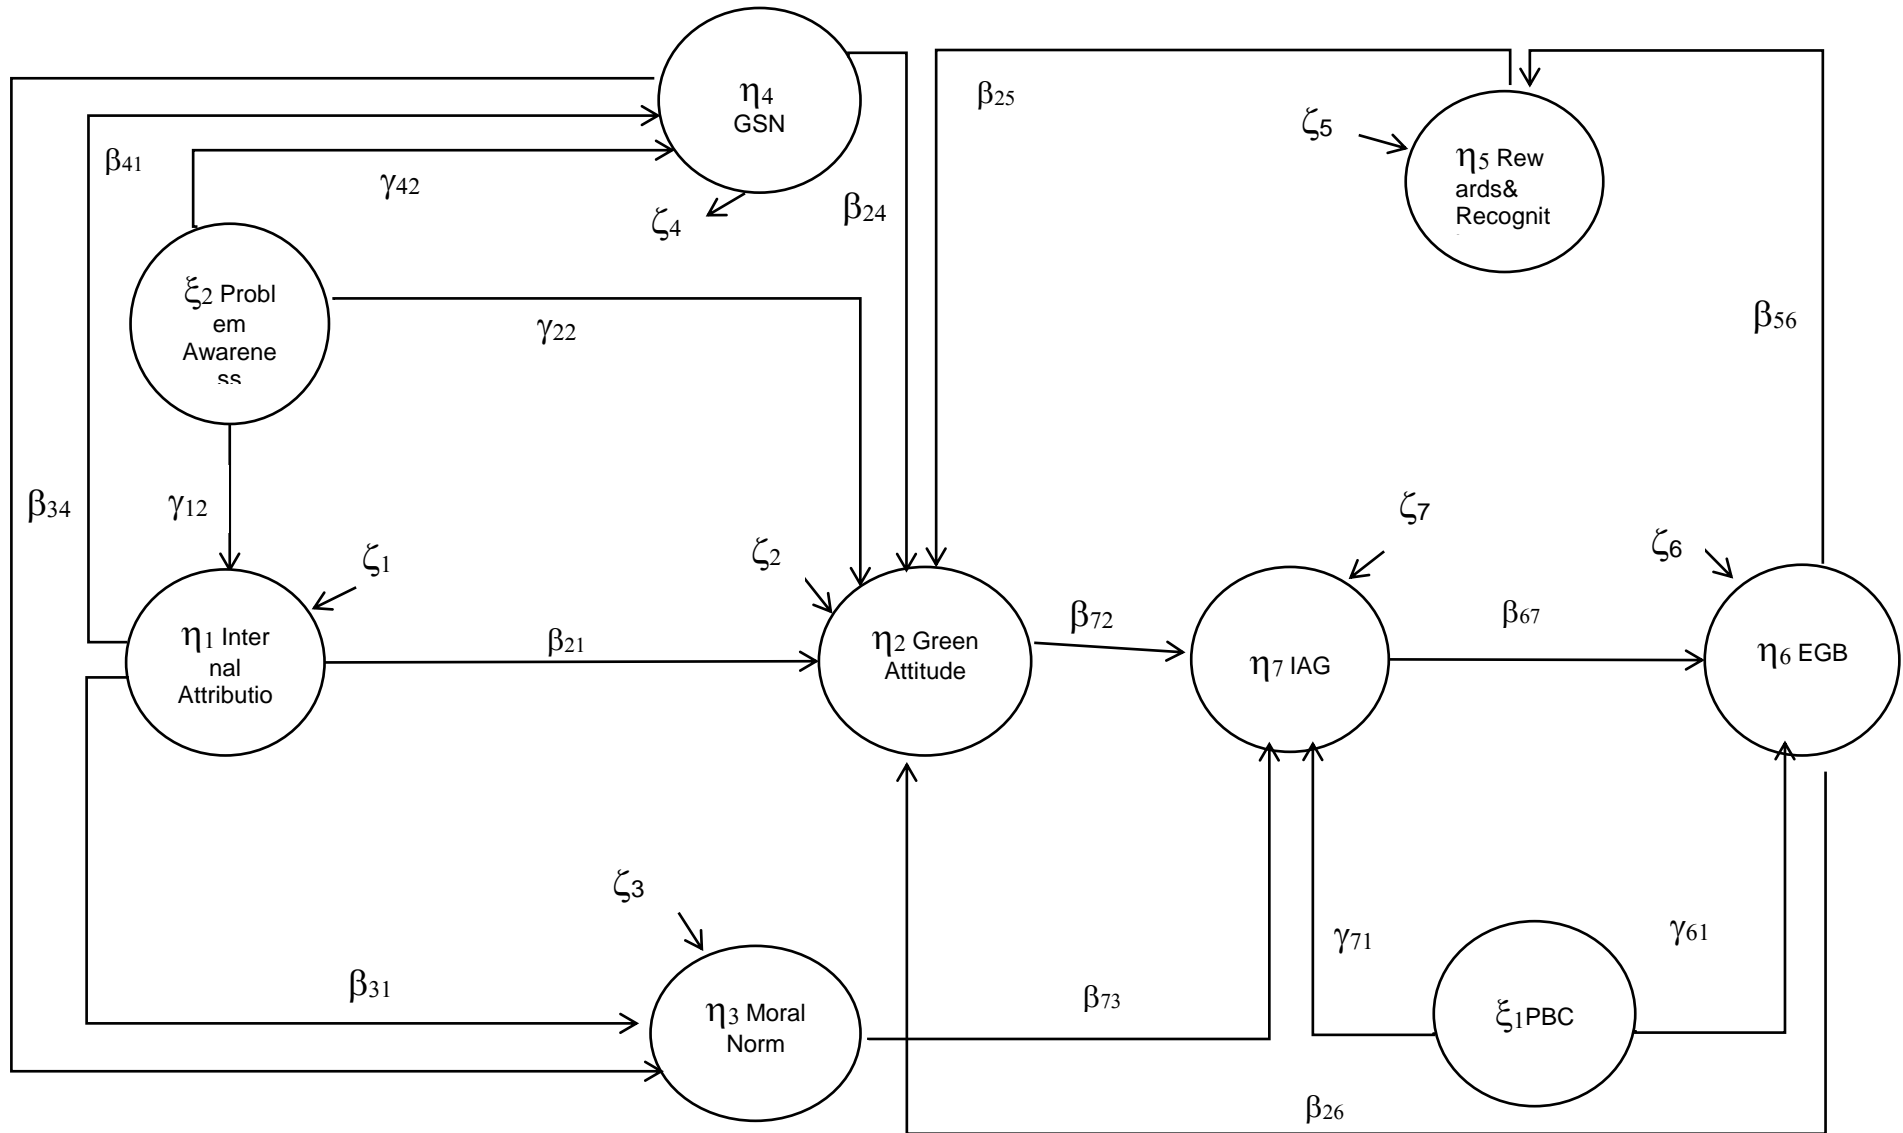 η4
GSN
β25
ζ5
η5 Rew
ards&
Recognit
β41
γ42
β24
ζ4
ξ2 Probl
em
Awarene
ss
γ22
β56
β34
γ12
ζ1
ζ2
ζ7
ζ6
η1 Inter
nal
Attributio
β21
η2 Green
Attitude
β72
η7 IAG
β67
η6 EGB
ζ3
β31
η3 Moral
Norm
β73
γ71
ξ1PBC
γ61
β26